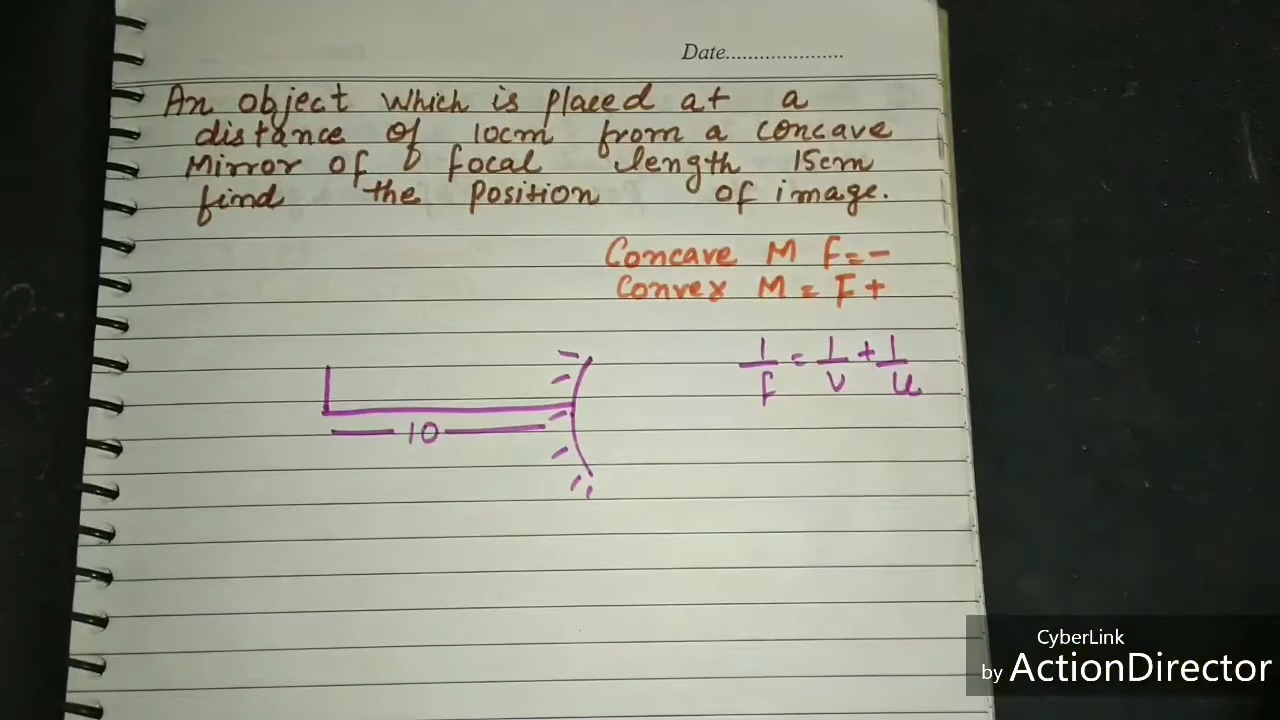 Date.....................
An object which is placed at a
distance of 10cm from a concave
Mirror of focal length 15cm
find the position of image.
Concave M F=-
Convex M = F+
1/F = 1/v + 1/u
10
CyberLink
by ActionDirector